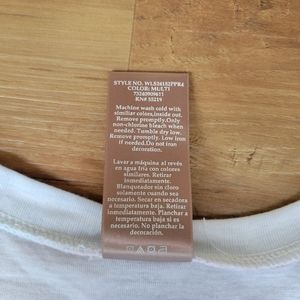 STYLE NO. WLS34152PPR4
COLOR: MULTI
73240909611
RN# 55219
Machine wash cold with
similiar colors,inside out.
Remove promptly.Only
non-chlorine bleach when
needed. Tumble dry low.
Remove promptly. Low iron if
needed.Do not iron
decoration.
Lavar a máquina al revés
en agua fría con colores
similares. Retirar
inmediatamente.
Blanqueador sin cloro
solamente cuando sea
necesario. Secar en secadora
a temperatura baja. Retirar
inmediatamente. Planchar a
temperatura baja si es
necesario. No planchar la
decoración.